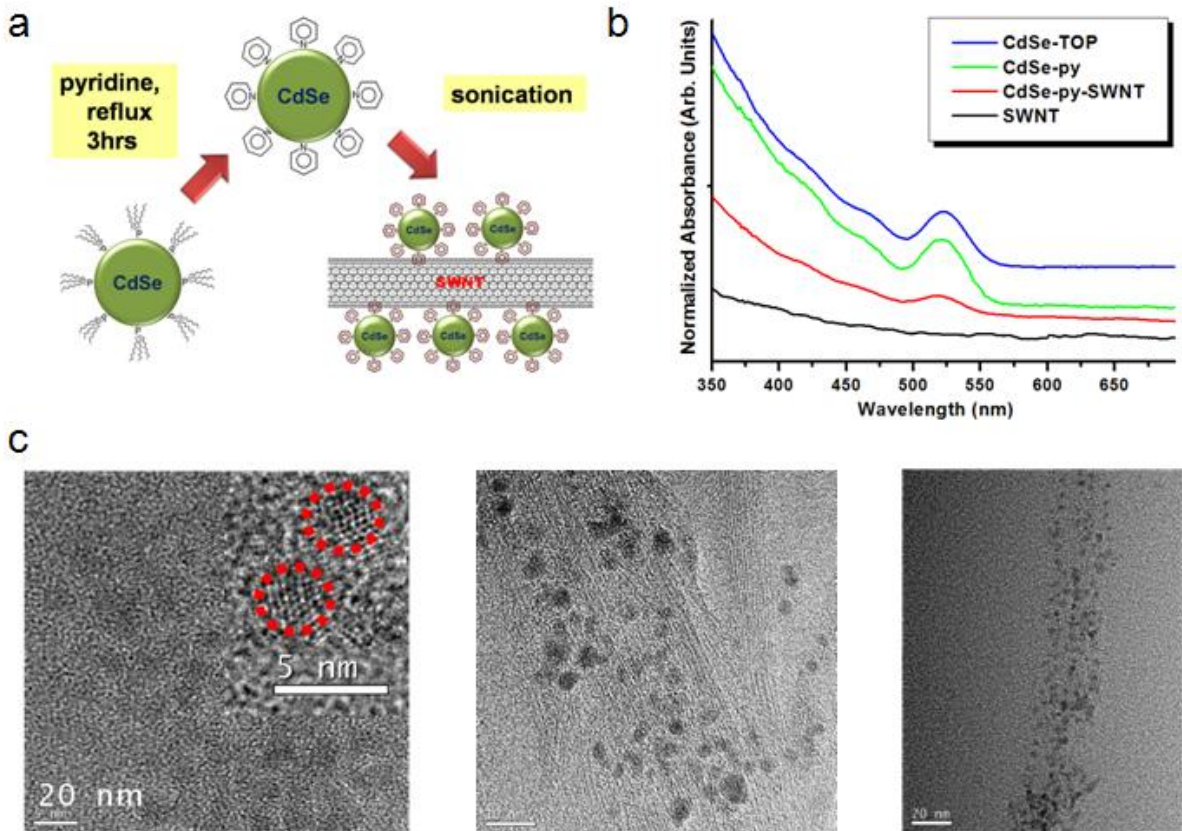 a
pyridine,
reflux
3hrs
CdSe
sonication
CdSe
CdSe
CdSe
SWNT
CdSe
CdSe
CdSe
b
Normalized Absorbance (Arb. Units)
CdSe-TOP
CdSe-py
CdSe-py-SWNT
SWNT
350 400 450 500 550 600 650
Wavelength (nm)
c
5 nm
20 nm
20 nm